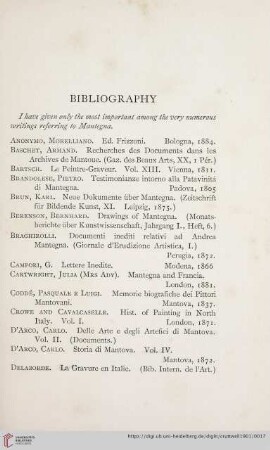 BIBLIOGRAPHY
I have given only the most important among the very numerous
writings referring to Mantegna.
ANONYMO, MORELLIANO. Ed. Frizzoni. Bologna, 1884.
BASCHET, ARMAND. Recherches des Documents dans les
Archives de Mantoue. (Gaz. des Beaux Arts, XX, 1 Pér.)
BARTSCH. Le Peintre-Graveur. Vol. XIII. Vienna, 1811.
BRANDOLESE, PIETRO. Testimonianze intorno alla Patavinità
di Mantegna. Padova, 1805
BRUN, KARL. Neue Dokumente über Mantegna. (Zeitschrift
für Bildende Kunst, XI. Leipzig, 1875.)
BERENSON, BERNHARD. Drawings of Mantegna. (Monats-
berichte über Kunstwissenschaft, Jahrgang I., Heft, 6.)
BRAGHIROLLI. Documenti inediti relativi ad Andrea
Mantegna. (Giornale d'Erudizione Artistica, I.)
Perugia, 1872.
CAMPORI, G. Lettere Inedite. Modena, 1866
CARTWRIGHT, JULIA (MRS ADY). Mantegna and Francia.
London, 1881.
CODDÉ, PASQUALE E LUIGI. Memorie biografiche dei Pittori
Mantovani. Mantova, 1837.
CROWE AND CAVALCASELLE. Hist. of Painting in North
Italy. Vol. I. London, 1871.
D'ARCO, CARLO. Delle Arte e degli Artefici di Mantova.
Vol. II. (Documents.)
D'ARCO, CARLO. Storia di Mantova. Vol. IV.
Mantova, 1872.
DELABORDE. La Gravure en Italie. (Bib. Intern. de l'Art.)